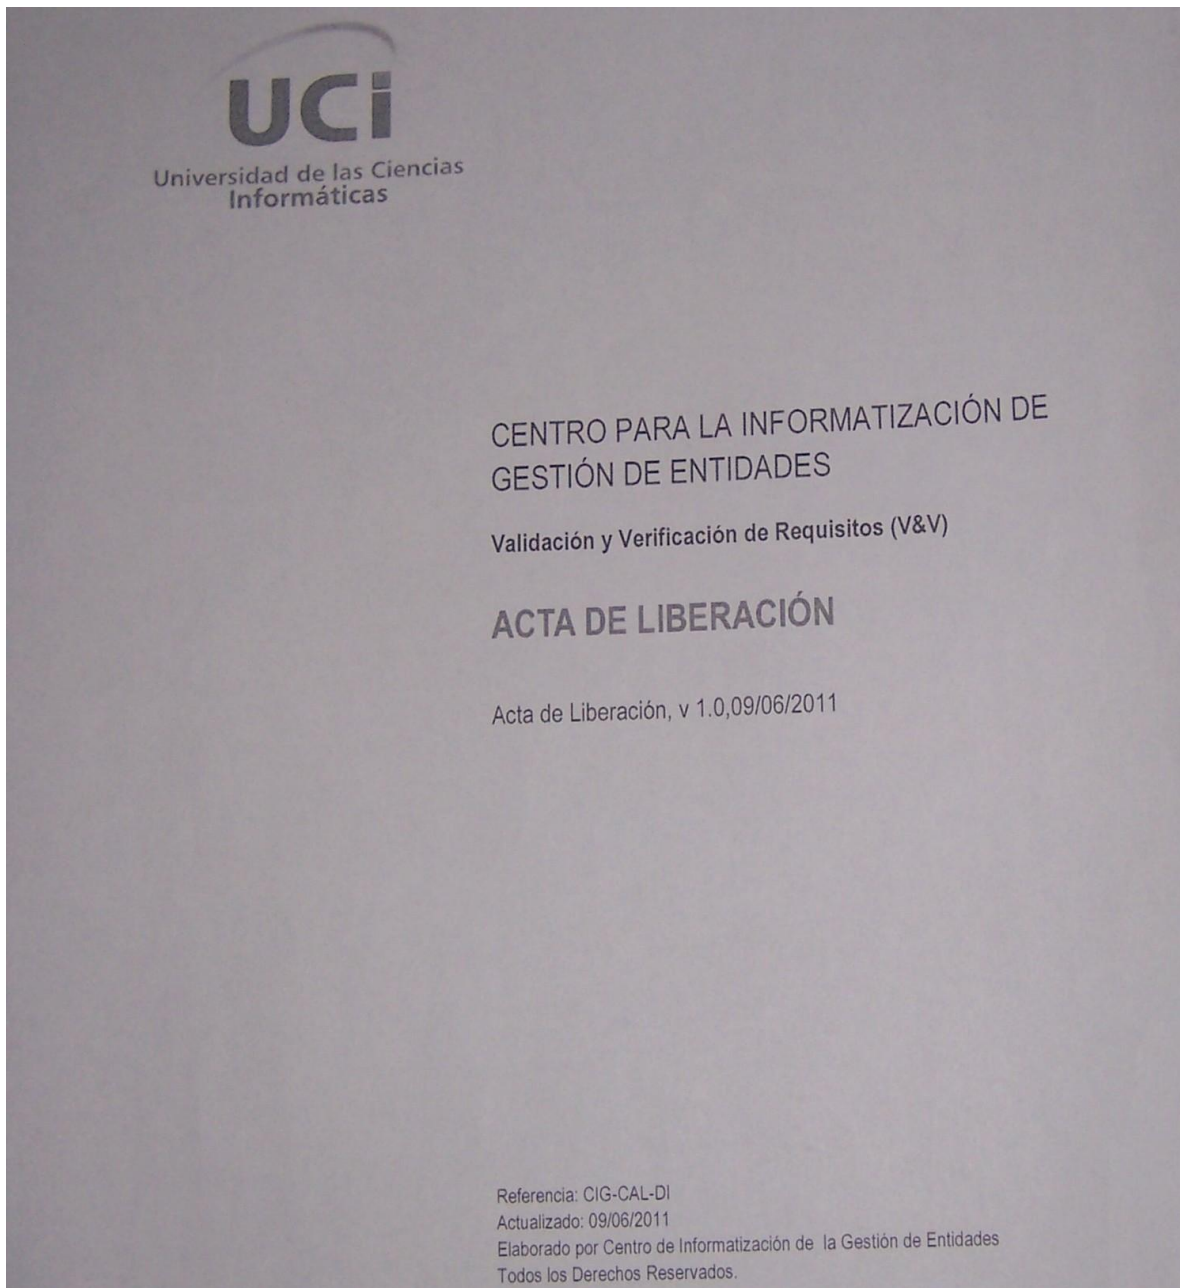 UCi
Universidad de las Ciencias
Informáticas
CENTRO PARA LA INFORMATIZACIÓN DE
GESTIÓN DE ENTIDADES
Validación y Verificación de Requisitos (V&V)
ACTA DE LIBERACIÓN
Acta de Liberación, v 1.0,09/06/2011
Referencia: CIG-CAL-DI
Actualizado: 09/06/2011
Elaborado por Centro de Informatización de la Gestión de Entidades
Todos los Derechos Reservados.